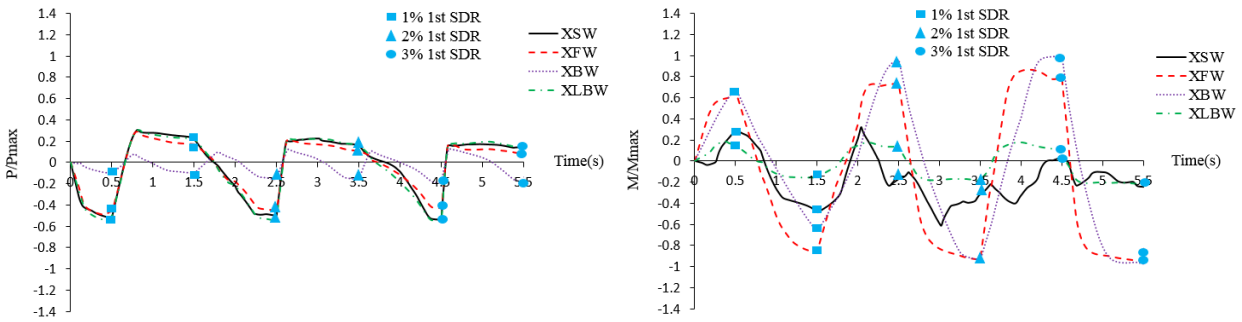 1.4
1.2
1
0.8
0.6
0.4
0.2
0
-0.2
-0.4
-0.6
-0.8
-1
-1.2
-1.4
P/Pmax
0 0.5 1 1.5 2 2.5 3 3.5 4 4.5 5 5.5
Time(s)
1% 1st SDR
2% 1st SDR
3% 1st SDR
XSW
XFW
XBW
XLBW
1.4
1.2
1
0.8
0.6
0.4
0.2
0
-0.2
-0.4
-0.6
-0.8
-1
-1.2
-1.4
M/Mmax
0 0.5 1 1.5 2 2.5 3 3.5 4 4.5 5 5.5
Time(s)
1% 1st SDR
2% 1st SDR
3% 1st SDR
XSW
XFW
XBW
XLBW